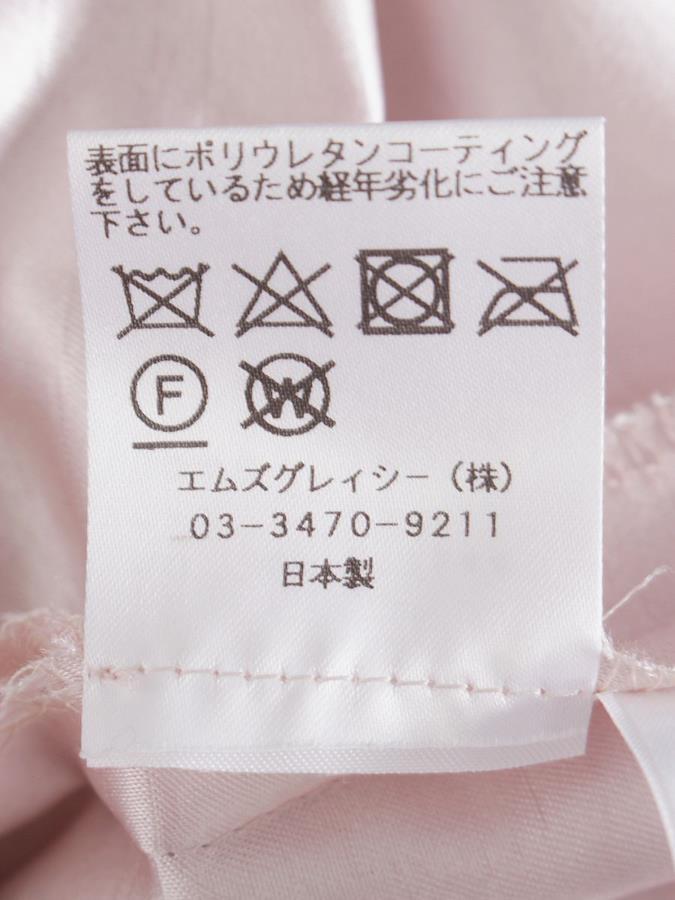 表面にポリウレタンコーティング
をしているため経年劣化にご注意
下さい。
F W
エムズグレイシー（株）
03-3470-9211
日本製